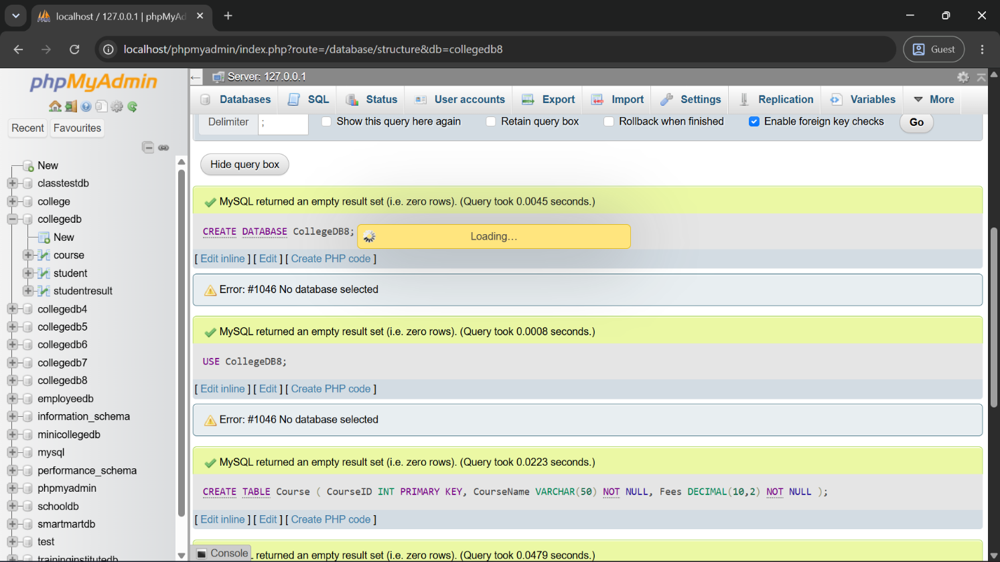 localhost / 127.0.0.1 | phpMyAd
localhost/phpmyadmin/index.php?route=/database/structure&db=collegedb8
Guest
phpMyAdmin
Recent
Favourites
New
classtestdb
college
collegedb
New
course
student
studentresult
collegedb4
collegedb5
collegedb6
collegedb7
collegedb8
employeedb
information_schema
minicollegedb
mysql
performance_schema
phpmyadmin
schooldb
smartmartdb
test
traininginstitutedb
Server: 127.0.0.1
Databases SQL Status User accounts Export Import Settings Replication Variables More
Delimiter ; Show this query here again Retain query box Rollback when finished Enable foreign key checks Go
Hide query box
MySQL returned an empty result set (i.e. zero rows). (Query took 0.0045 seconds.)
CREATE DATABASE CollegeDB8;
Loading…
[ Edit inline ] [ Edit ] [ Create PHP code ]
Error: #1046 No database selected
MySQL returned an empty result set (i.e. zero rows). (Query took 0.0008 seconds.)
USE CollegeDB8;
[ Edit inline ] [ Edit ] [ Create PHP code ]
Error: #1046 No database selected
MySQL returned an empty result set (i.e. zero rows). (Query took 0.0223 seconds.)
CREATE TABLE Course ( CourseID INT PRIMARY KEY, CourseName VARCHAR(50) NOT NULL, Fees DECIMAL(10,2) NOT NULL );
[ Edit inline ] [ Edit ] [ Create PHP code ]
Console
returned an empty result set (i.e. zero rows). (Query took 0.0479 seconds.)